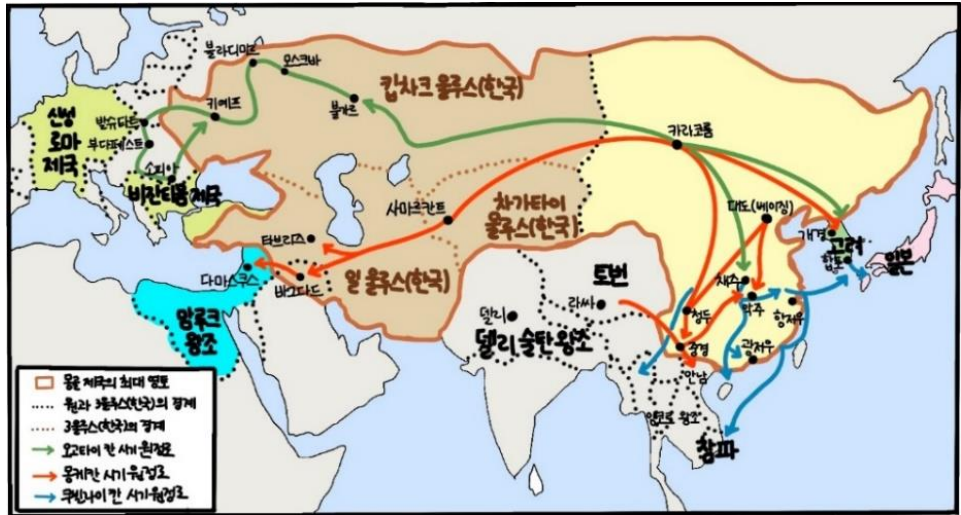 블라디미르
모스크바
킵차크 울루스(한국)
불가르
키예프
신성
로마
제국
발슈타트
부다페스트
소피아
비잔티움 제국
카라코룸
사마르칸트
차가타이
울루스(한국)
대도(베이징)
개경
고려
합포
일본
타브리즈
일 울루스(한국)
다마스쿠스
바그다드
맘루크
왕조
토번
라싸
델리
델리 술탄 왕조
청두
악주
항저우
중경
광저우
안남
참파
몽골 제국의 최대 영토
원과 3울루스(한국)의 경계
3울루스(한국)의 경계
오고타이 칸 시기 원정로
몽케칸 시기 원정로
쿠빌라이 칸 시기 원정로